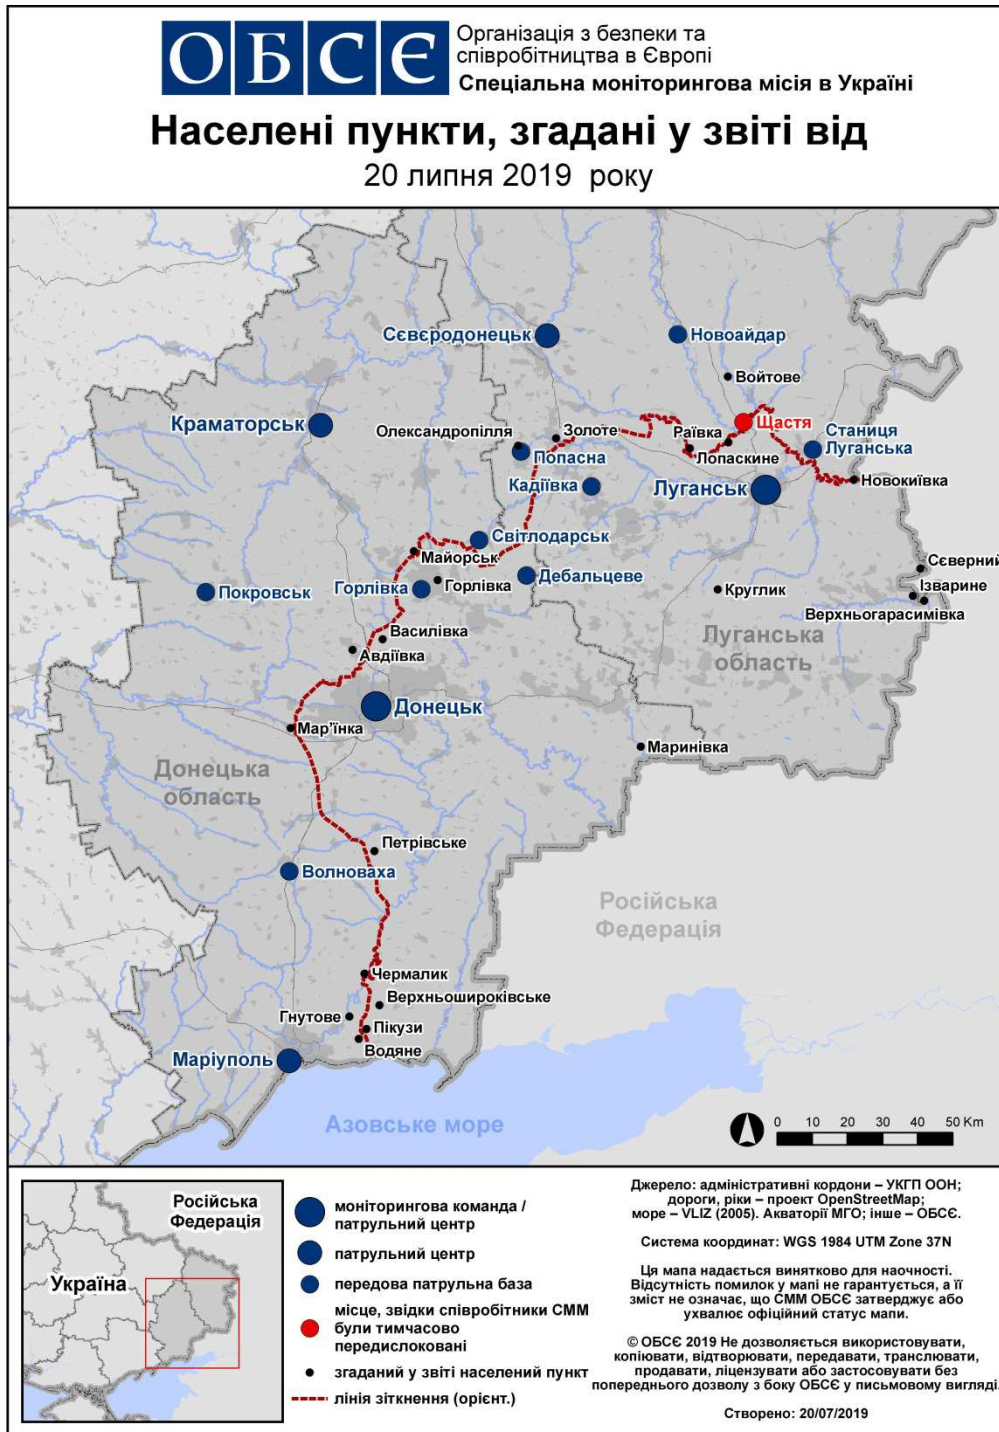 ОБСЄ
Організація з безпеки та
співробітництва в Європі
Спеціальна моніторингова місія в Україні
Населені пункти, згадані у звіті від
20 липня 2019 року
Сєвєродонецьк
Новоайдар
Войтове
Краматорськ
Щастя
Олександропілля
Золоте
Раївка
Станиця
Луганська
Попасна
Лопаскине
Кадіївка
Луганськ
Новокиївка
Світлодарськ
Майорськ
Сєверний
Дебальцеве
Горлівка
Горлівка
Покровськ
Круглик
Ізварине
Верхньогарасимівка
Василівка
Авдіївка
Луганська
область
Донецьк
Мар'їнка
Маринівка
Донецька
область
Петрівське
Волноваха
Російська
Федерація
Чермалик
Верхньошироківське
Гнутове
Пікузи
Водяне
Маріуполь
Азовське море
0 10 20 30 40 50 Km
Російська
Федерація
Україна
моніторингова команда /
патрульний центр
патрульний центр
передова патрульна база
місце, звідки співробітники СММ
були тимчасово
передислоковані
згаданий у звіті населений пункт
лінія зіткнення (орієнт.)
Джерело: адміністративні кордони – УКГП ООН;
дороги, ріки – проект OpenStreetMap;
море – VLIZ (2005). Акваторії МГО; інше – ОБСЄ.
Система координат: WGS 1984 UTM Zone 37N
Ця мапа надається винятково для наочності.
Відсутність помилок у мапі не гарантується, а її
зміст не означає, що СММ ОБСЄ затверджує або
ухвалює офіційний статус мапи.
© ОБСЄ 2019 Не дозволяється використовувати,
копіювати, відтворювати, передавати, транслювати,
продавати, ліцензувати або застосовувати без
попереднього дозволу з боку ОБСЄ у письмовому вигляді.
Створено: 20/07/2019